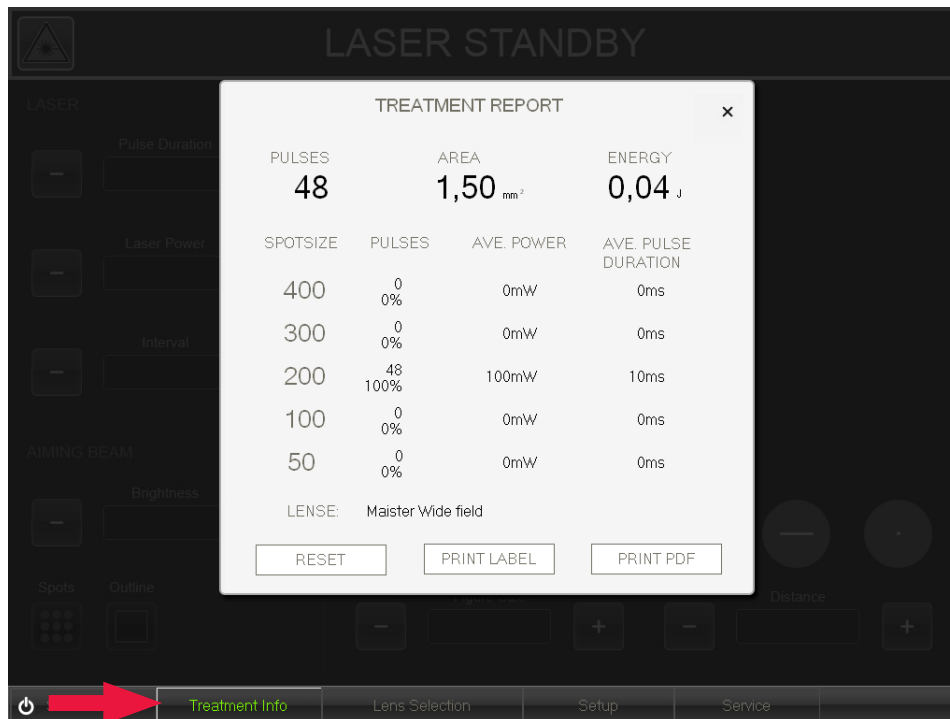 LASER STANDBY
LASER
Pulse Duration
Laser Power
Interval
AIMING BEAM
Brightness
Spots Outline
TREATMENT REPORT ×
PULSES AREA ENERGY
48 1,50 mm² 0,04 J
SPOTSIZE PULSES AVE. POWER AVE. PULSE
DURATION
400 0 0mW 0ms
0%
300 0 0mW 0ms
0%
200 48 100mW 10ms
100%
100 0 0mW 0ms
0%
50 0 0mW 0ms
0%
LENSE: Maister Wide field
RESET PRINT LABEL PRINT PDF
Distance
Treatment Info Lens Selection Setup Service